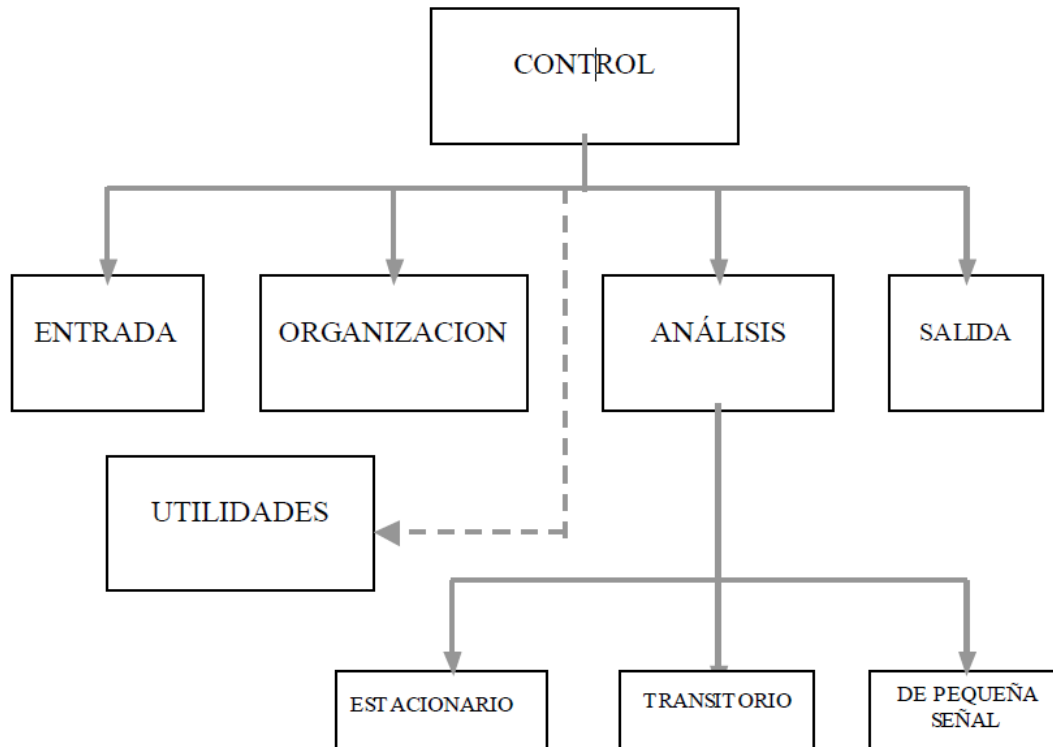 CONTROL
ENTRADA
ORGANIZACION
ANÁLISIS
SALIDA
UTILIDADES
ESTACIONARIO
TRANSITORIO
DE PEQUEÑA
SEÑAL